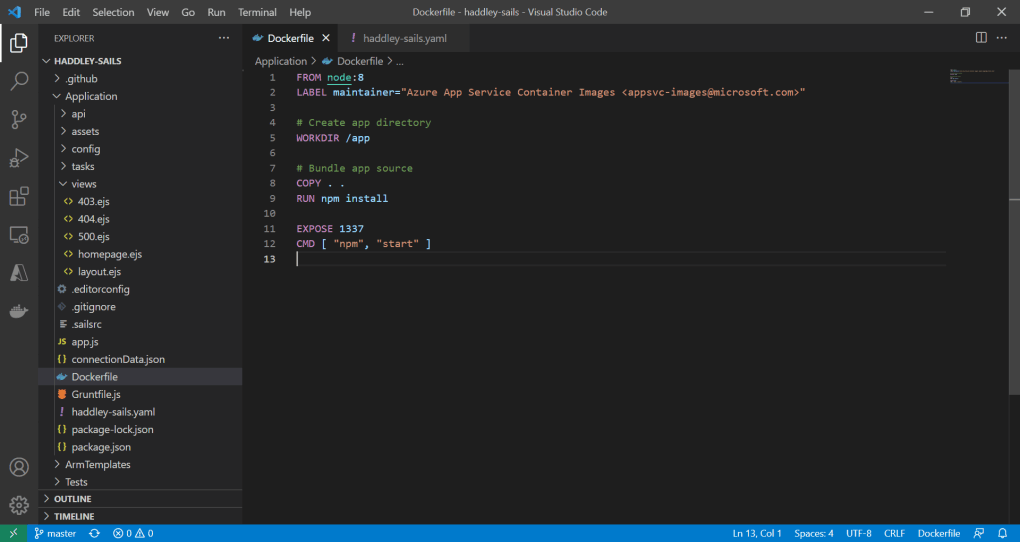 File Edit Selection View Go Run Terminal Help
Dockerfile - haddley-sails - Visual Studio Code
EXPLORER
HADDLEY-SAILS
.github
Application
api
assets
config
tasks
views
403.ejs
404.ejs
500.ejs
homepage.ejs
layout.ejs
.editorconfig
.gitignore
.sailsrc
JS app.js
{} connectionData.json
Dockerfile
Gruntfile.js
! haddley-sails.yaml
{} package-lock.json
{} package.json
ArmTemplates
Tests
OUTLINE
TIMELINE
Dockerfile ! haddley-sails.yaml
Application > Dockerfile > ...
1 FROM node:8
2 LABEL maintainer="Azure App Service Container Images <appsvc-images@microsoft.com>"
3
4 # Create app directory
5 WORKDIR /app
6
7 # Bundle app source
8 COPY . .
9 RUN npm install
10
11 EXPOSE 1337
12 CMD [ "npm", "start" ]
13
master 0 0 Ln 13, Col 1 Spaces: 4 UTF-8 CRLF Dockerfile